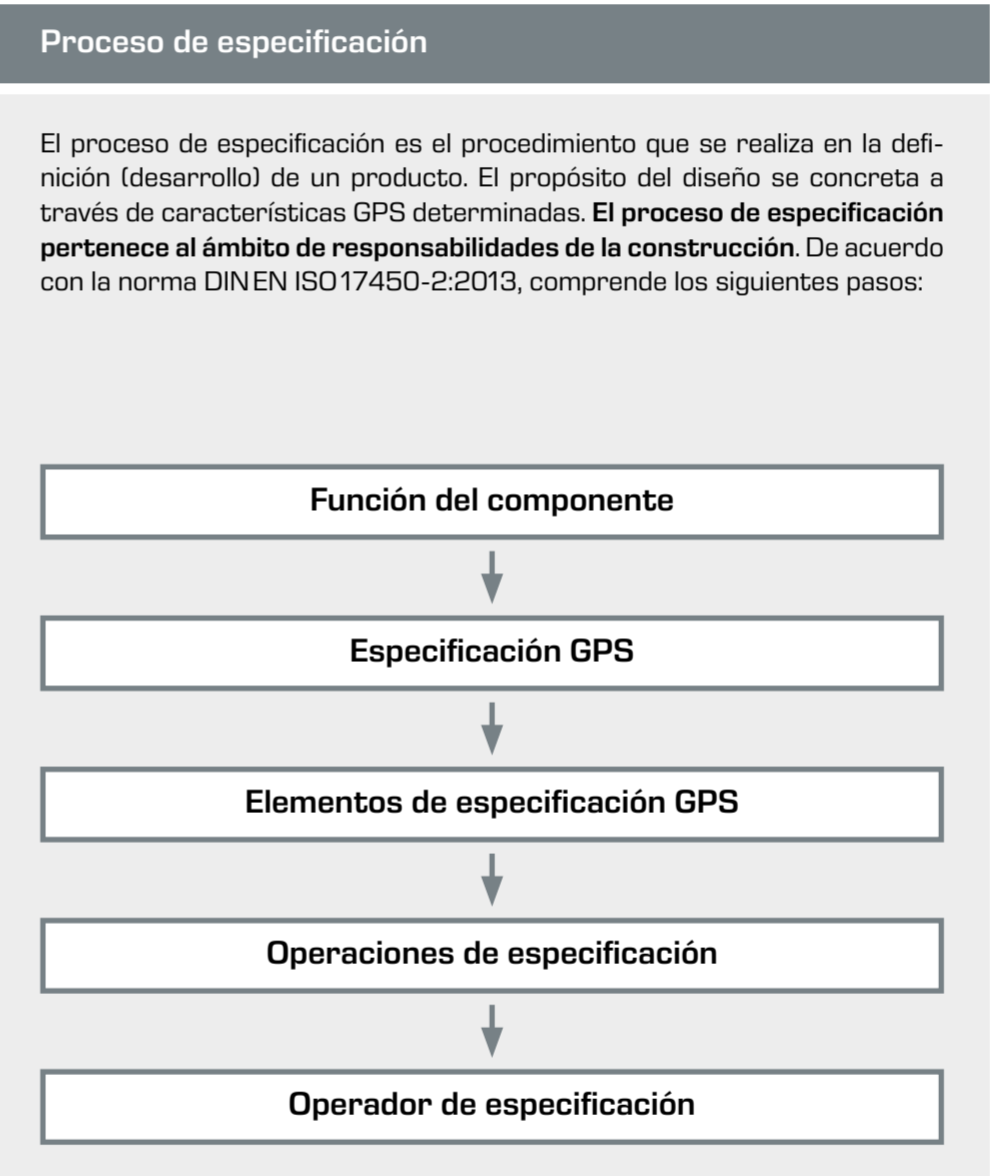 Proceso de especificación
El proceso de especificación es el procedimiento que se realiza en la defi-
nición (desarrollo) de un producto. El propósito del diseño se concreta a
través de características GPS determinadas. El proceso de especificación
pertenece al ámbito de responsabilidades de la construcción. De acuerdo
con la norma DIN EN ISO 17450-2:2013, comprende los siguientes pasos:
Función del componente
Especificación GPS
Elementos de especificación GPS
Operaciones de especificación
Operador de especificación